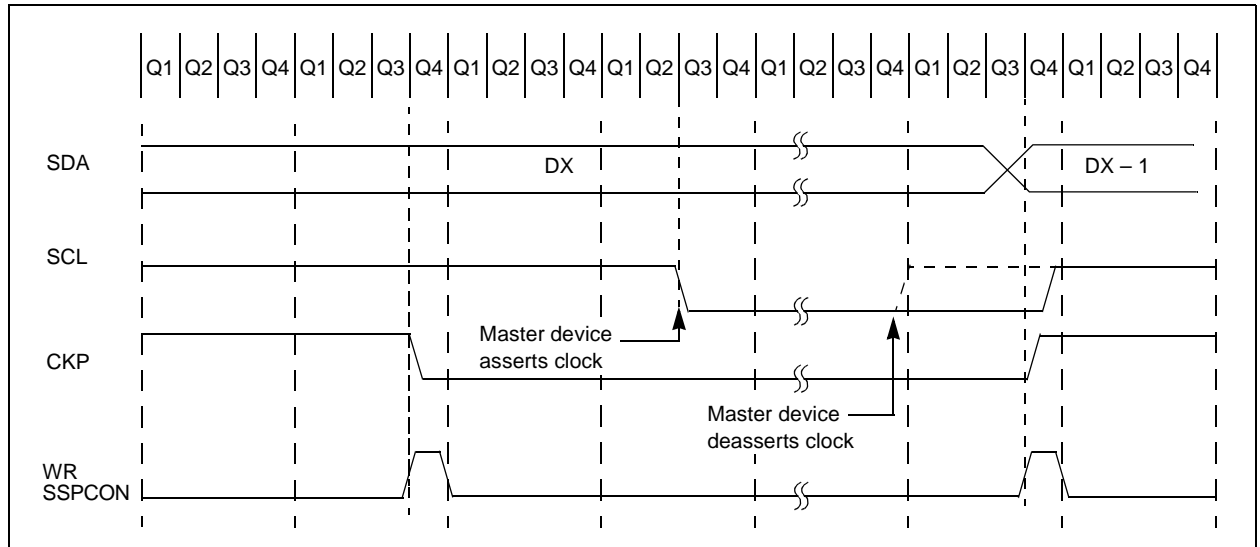 Q1 Q2 Q3 Q4 Q1 Q2 Q3 Q4 Q1 Q2 Q3 Q4 Q1 Q2 Q3 Q4 Q1 Q2 Q3 Q4 Q1 Q2 Q3 Q4 Q1 Q2 Q3 Q4
SDA
DX
DX – 1
SCL
Master device
asserts clock
CKP
Master device
deasserts clock
WR
SSPCON